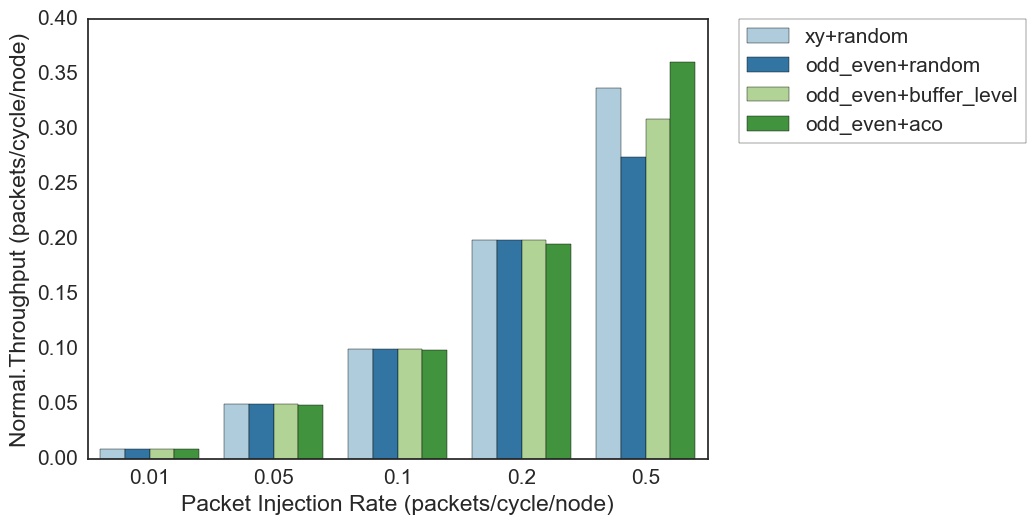 0.40
0.35
0.30
0.25
0.20
0.15
0.10
0.05
0.00
Normal.Throughput (packets/cycle/node)
0.01 0.05 0.1 0.2 0.5
Packet Injection Rate (packets/cycle/node)
xy+random
odd_even+random
odd_even+buffer_level
odd_even+aco